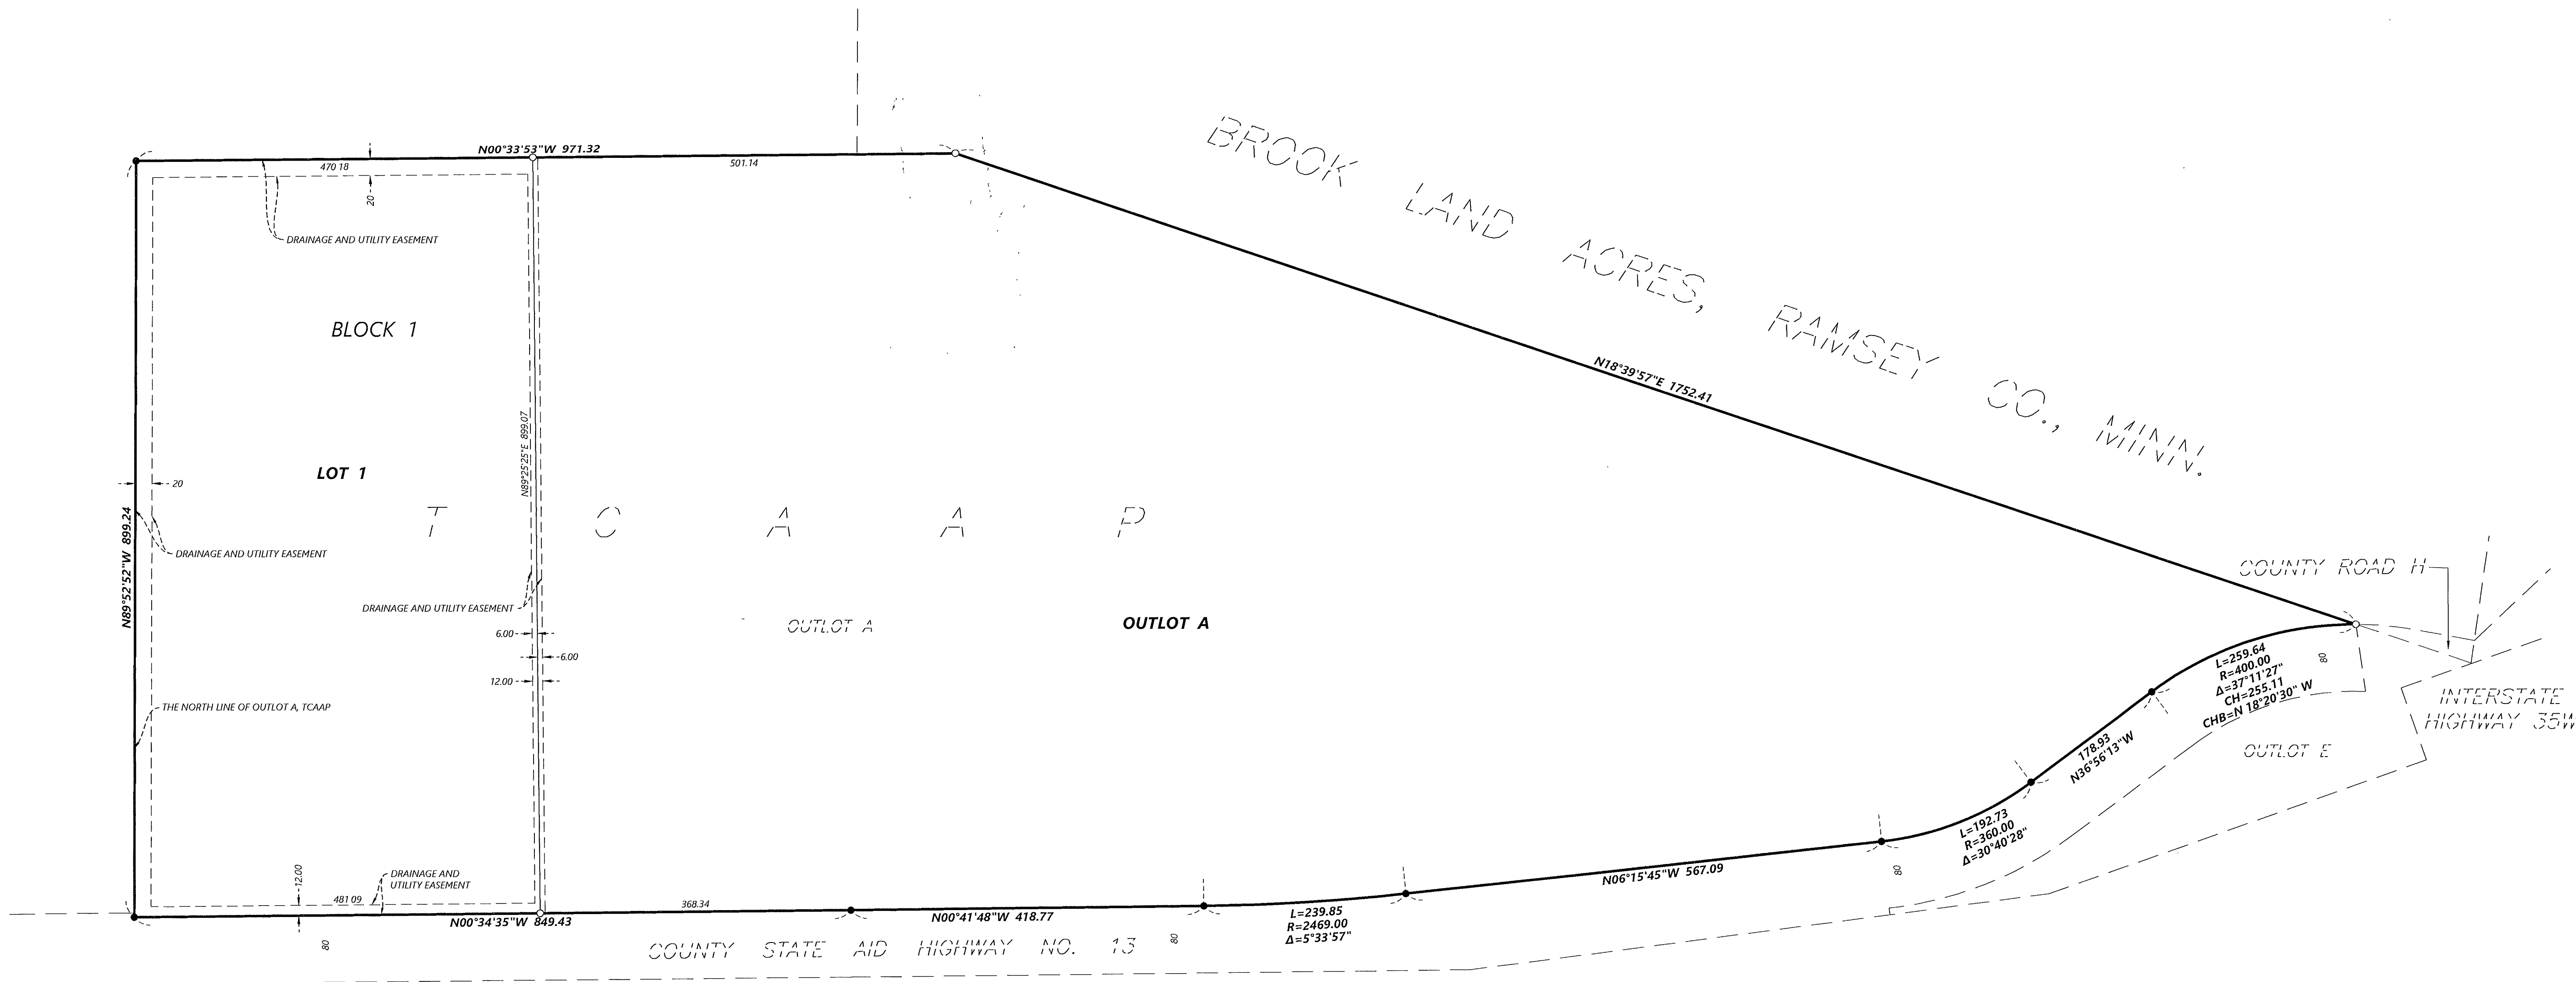 BROOK LAND ACRES, RAMSEY CO., MINN.
N00°33'53"W 971.32
470 18
501.14
20
DRAINAGE AND UTILITY EASEMENT
BLOCK 1
N18°39'57"E 1752.41
LOT 1
N89°25'25"E 899.07
20
T C A A P
N89°52'52"W 899.24
DRAINAGE AND UTILITY EASEMENT
COUNTY ROAD H
DRAINAGE AND UTILITY EASEMENT
OUTLOT A
OUTLOT A
6.00
6.00
12.00
80
L=259.64
R=400.00
Δ=37°11'27"
CH=255.11
CHB=N 18°20'30" W
INTERSTATE
HIGHWAY 35W
THE NORTH LINE OF OUTLOT A, TCAAP
178.93
N36°56'13"W
OUTLOT E
L=192.73
R=360.00
Δ=30°40'28"
80
12.00
DRAINAGE AND
UTILITY EASEMENT
N06°15'45"W 567.09
481 09
368.34
N00°34'35"W 849.43
N00°41'48"W 418.77
L=239.85
R=2469.00
Δ=5°33'57"
80
COUNTY STATE AID HIGHWAY NO. 13
80